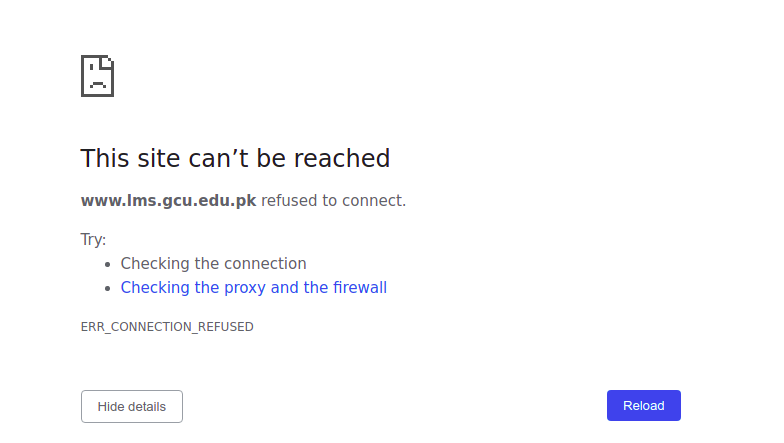 This site can’t be reached
www.lms.gcu.edu.pk refused to connect.
Try:
• Checking the connection
• Checking the proxy and the firewall
ERR_CONNECTION_REFUSED
Hide details
Reload